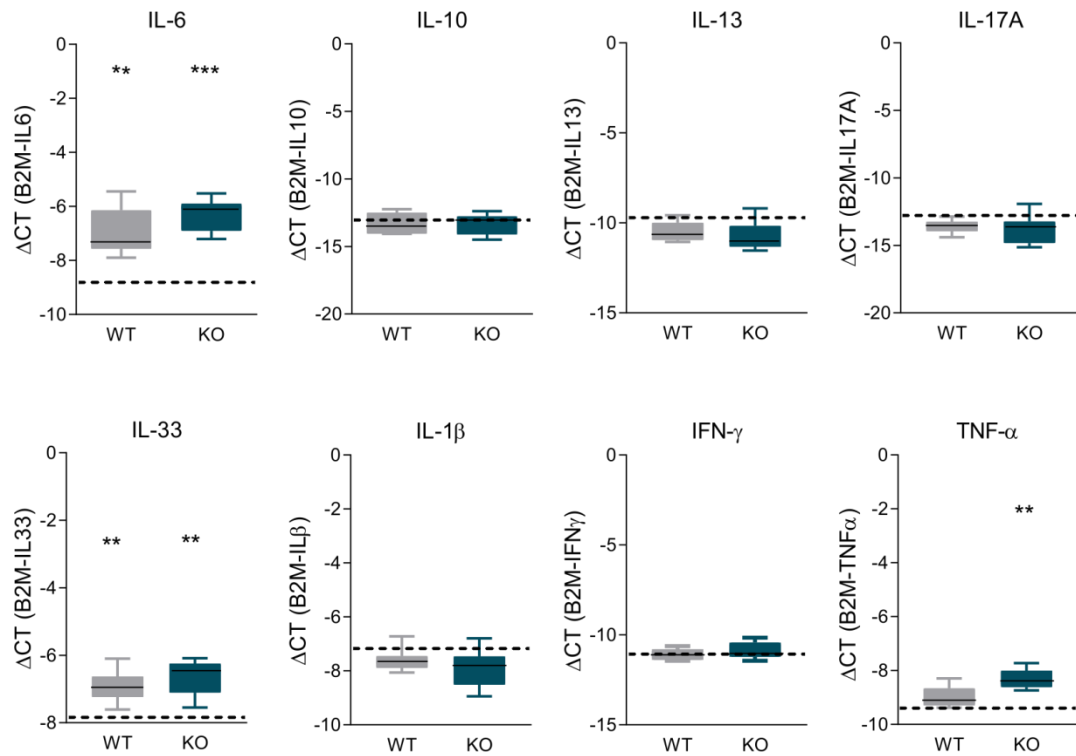 IL-6
IL-10
IL-13
IL-17A
ΔCT (B2M-IL6)
0
-2
-4
-6
-8
-10
**
***
WT
KO
ΔCT (B2M-IL10)
0
-5
-10
-15
-20
WT
KO
ΔCT (B2M-IL13)
0
-5
-10
-15
WT
KO
ΔCT (B2M-IL17A)
0
-5
-10
-15
-20
WT
KO
IL-33
IL-1β
IFN-γ
TNF-α
ΔCT (B2M-IL33)
0
-2
-4
-6
-8
**
**
WT
KO
ΔCT (B2M-ILβ)
0
-2
-4
-6
-8
-10
WT
KO
ΔCT (B2M-IFNγ)
0
-5
-10
-15
WT
KO
ΔCT (B2M-TNFα)
0
-2
-4
-6
-8
-10
**
WT
KO